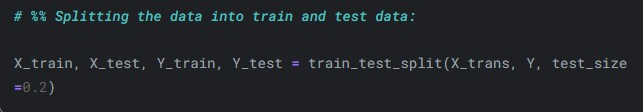 # %% Splitting the data into train and test data:
X_train, X_test, Y_train, Y_test = train_test_split(X_trans, Y, test_size
=0.2)